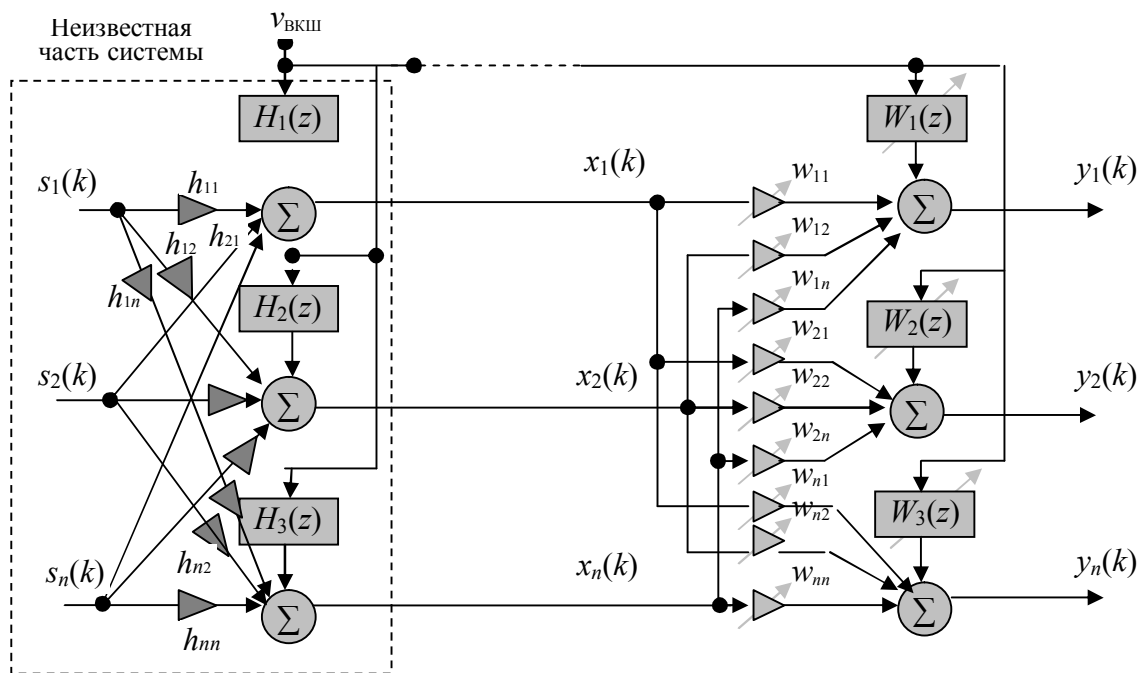 Неизвестная
часть системы
vВКШ
H1(z)
W1(z)
s1(k)
h11
h12
h21
h1n
Σ
x1(k)
w11
w12
w1n
Σ
y1(k)
H2(z)
W2(z)
s2(k)
Σ
x2(k)
w21
w22
w2n
Σ
y2(k)
H3(z)
W3(z)
sn(k)
hn2
hnn
Σ
xn(k)
wn1
wn2
wnn
Σ
yn(k)